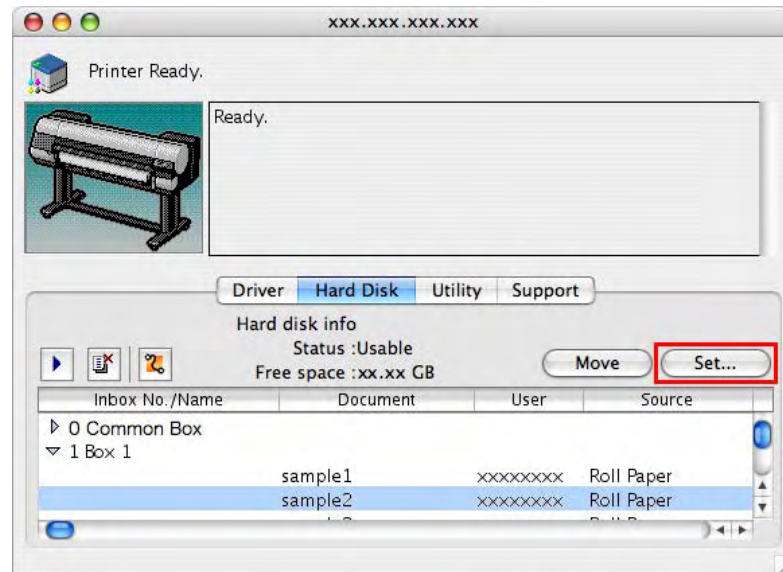 xxx.xxx.xxx.xxx
Printer Ready.
Ready.
Driver Hard Disk Utility Support
Hard disk info
Status :Usable
Free space :xx.xx GB
Move Set...
Inbox No./Name Document User Source
0 Common Box
1 Box 1
sample1 xxxxxxxx Roll Paper
sample2 xxxxxxxx Roll Paper